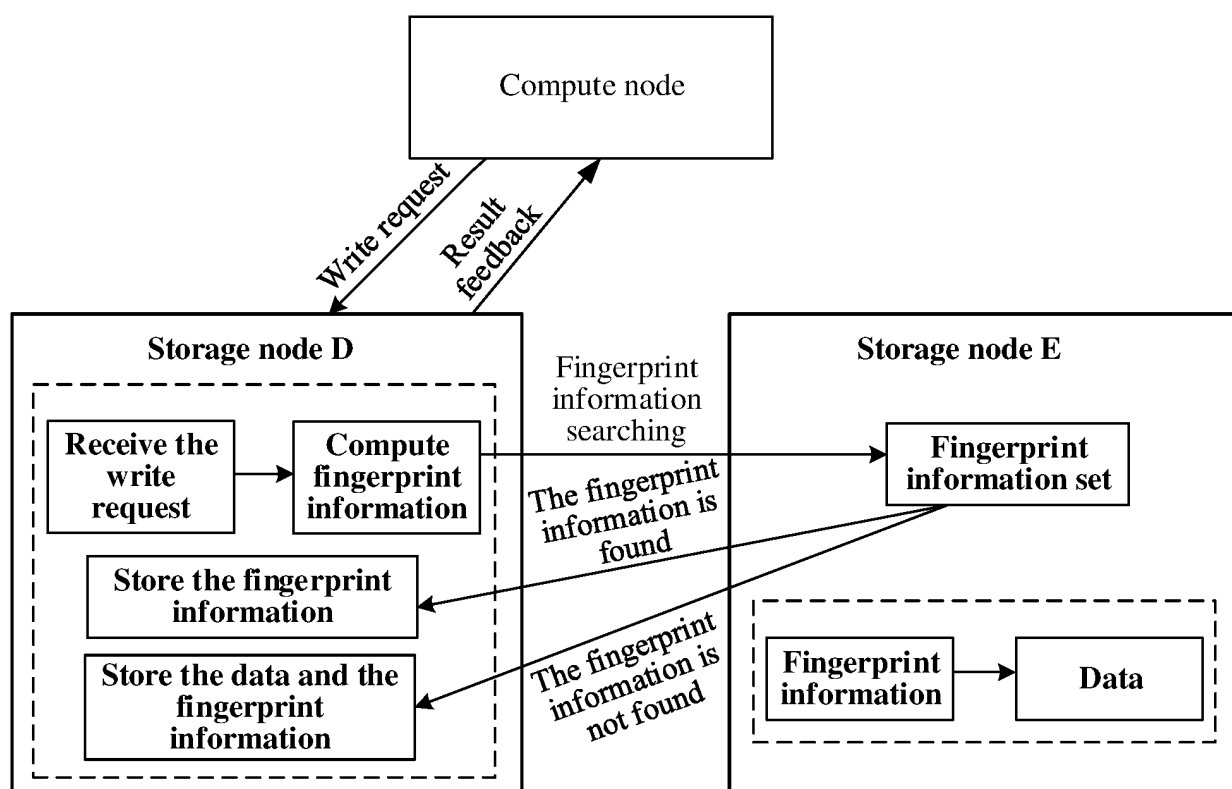 Compute node
Write request
Result
feedback
Storage node D
Receive the
write
request
Compute
fingerprint
information
Store the fingerprint
information
Store the data and the
fingerprint
information
Fingerprint
information
searching
The fingerprint
information is
found
The fingerprint
information is
not found
Storage node E
Fingerprint
information set
Fingerprint
information
Data